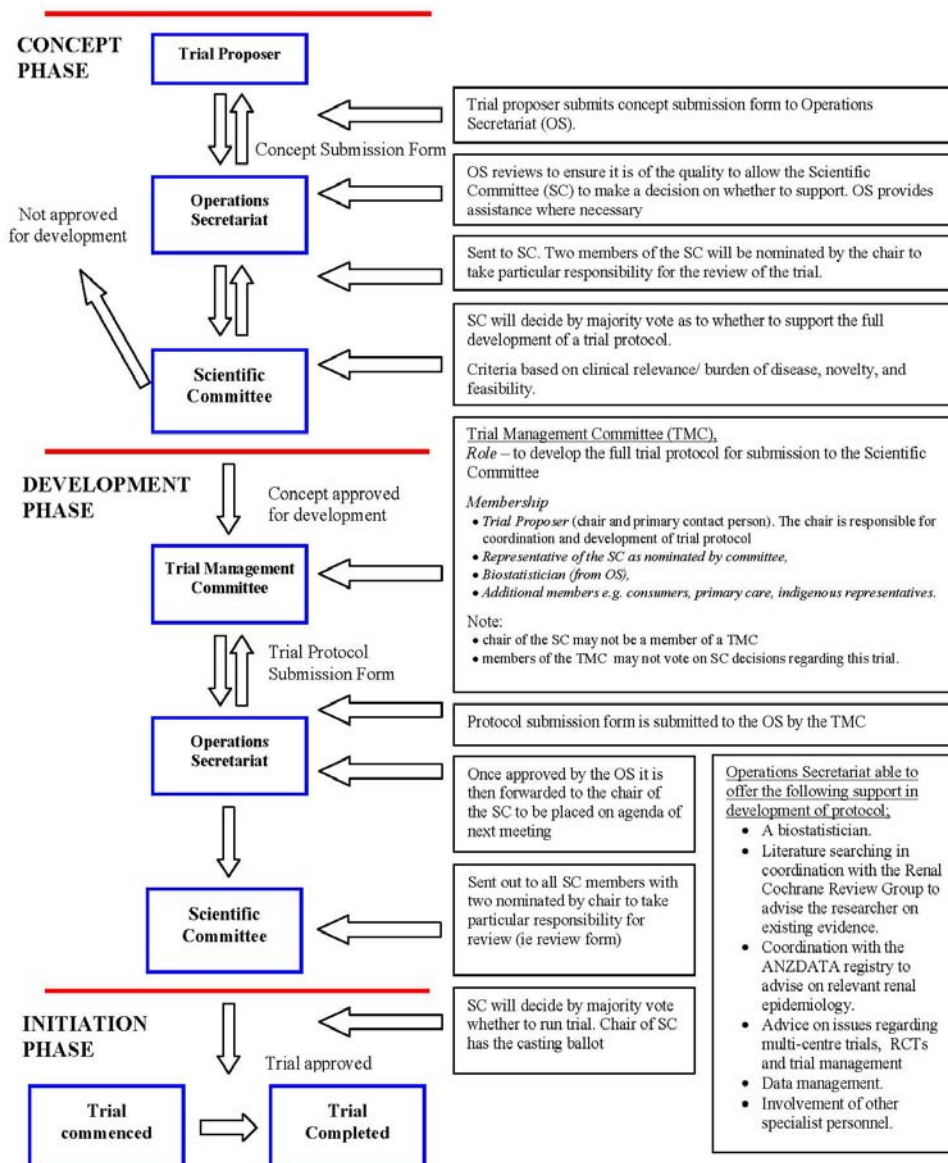 CONCEPT
PHASE
Trial Proposer
Trial proposer submits concept submission form to Operations
Secretariat (OS).
Concept Submission Form
OS reviews to ensure it is of the quality to allow the Scientific
Committee (SC) to make a decision on whether to support. OS provides
assistance where necessary
Operations
Secretariat
Not approved
for development
Sent to SC. Two members of the SC will be nominated by the chair to
take particular responsibility for the review of the trial.
SC will decide by majority vote as to whether to support the full
development of a trial protocol.
Criteria based on clinical relevance/ burden of disease, novelty, and
feasibility.
Scientific
Committee
DEVELOPMENT
PHASE
Concept approved
for development
Trial Management Committee (TMC),
Role – to develop the full trial protocol for submission to the Scientific
Committee
Membership
• Trial Proposer (chair and primary contact person). The chair is responsible for
coordination and development of trial protocol
• Representative of the SC as nominated by committee,
• Biostatistician (from OS),
• Additional members e.g. consumers, primary care, indigenous representatives.
Note:
• chair of the SC may not be a member of a TMC
• members of the TMC may not vote on SC decisions regarding this trial.
Trial Management
Committee
Trial Protocol
Submission Form
Protocol submission form is submitted to the OS by the TMC
Operations
Secretariat
Once approved by the OS it is
then forwarded to the chair of
the SC to be placed on agenda of
next meeting
Sent out to all SC members with
two nominated by chair to take
particular responsibility for
review (ie review form)
Scientific
Committee
Operations Secretariat able to
offer the following support in
development of protocol;
• A biostatistician.
• Literature searching in
coordination with the Renal
Cochrane Review Group to
advise the researcher on
existing evidence.
• Coordination with the
ANZDATA registry to
advise on relevant renal
epidemiology.
• Advice on issues regarding
multi-centre trials, RCTs
and trial management
• Data management.
• Involvement of other
specialist personnel.
INITIATION
PHASE
SC will decide by majority vote
whether to run trial. Chair of SC
has the casting ballot
Trial approved
Trial
commenced
Trial
Completed